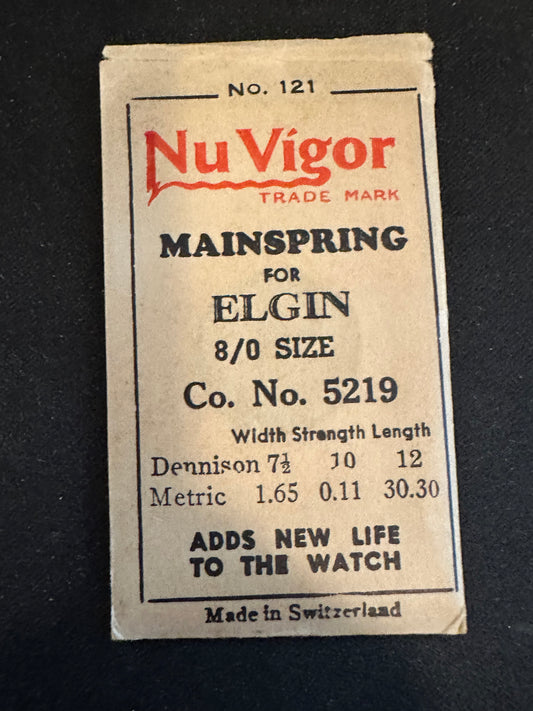 No. 121
Nu Vigor
TRADE MARK
MAINSPRING
FOR
ELGIN
8/0 SIZE
Co. No. 5219
Width Strength Length
Dennison 7½ 10 12
Metric 1.65 0.11 30.30
ADDS NEW LIFE
TO THE WATCH
Made in Switzerland